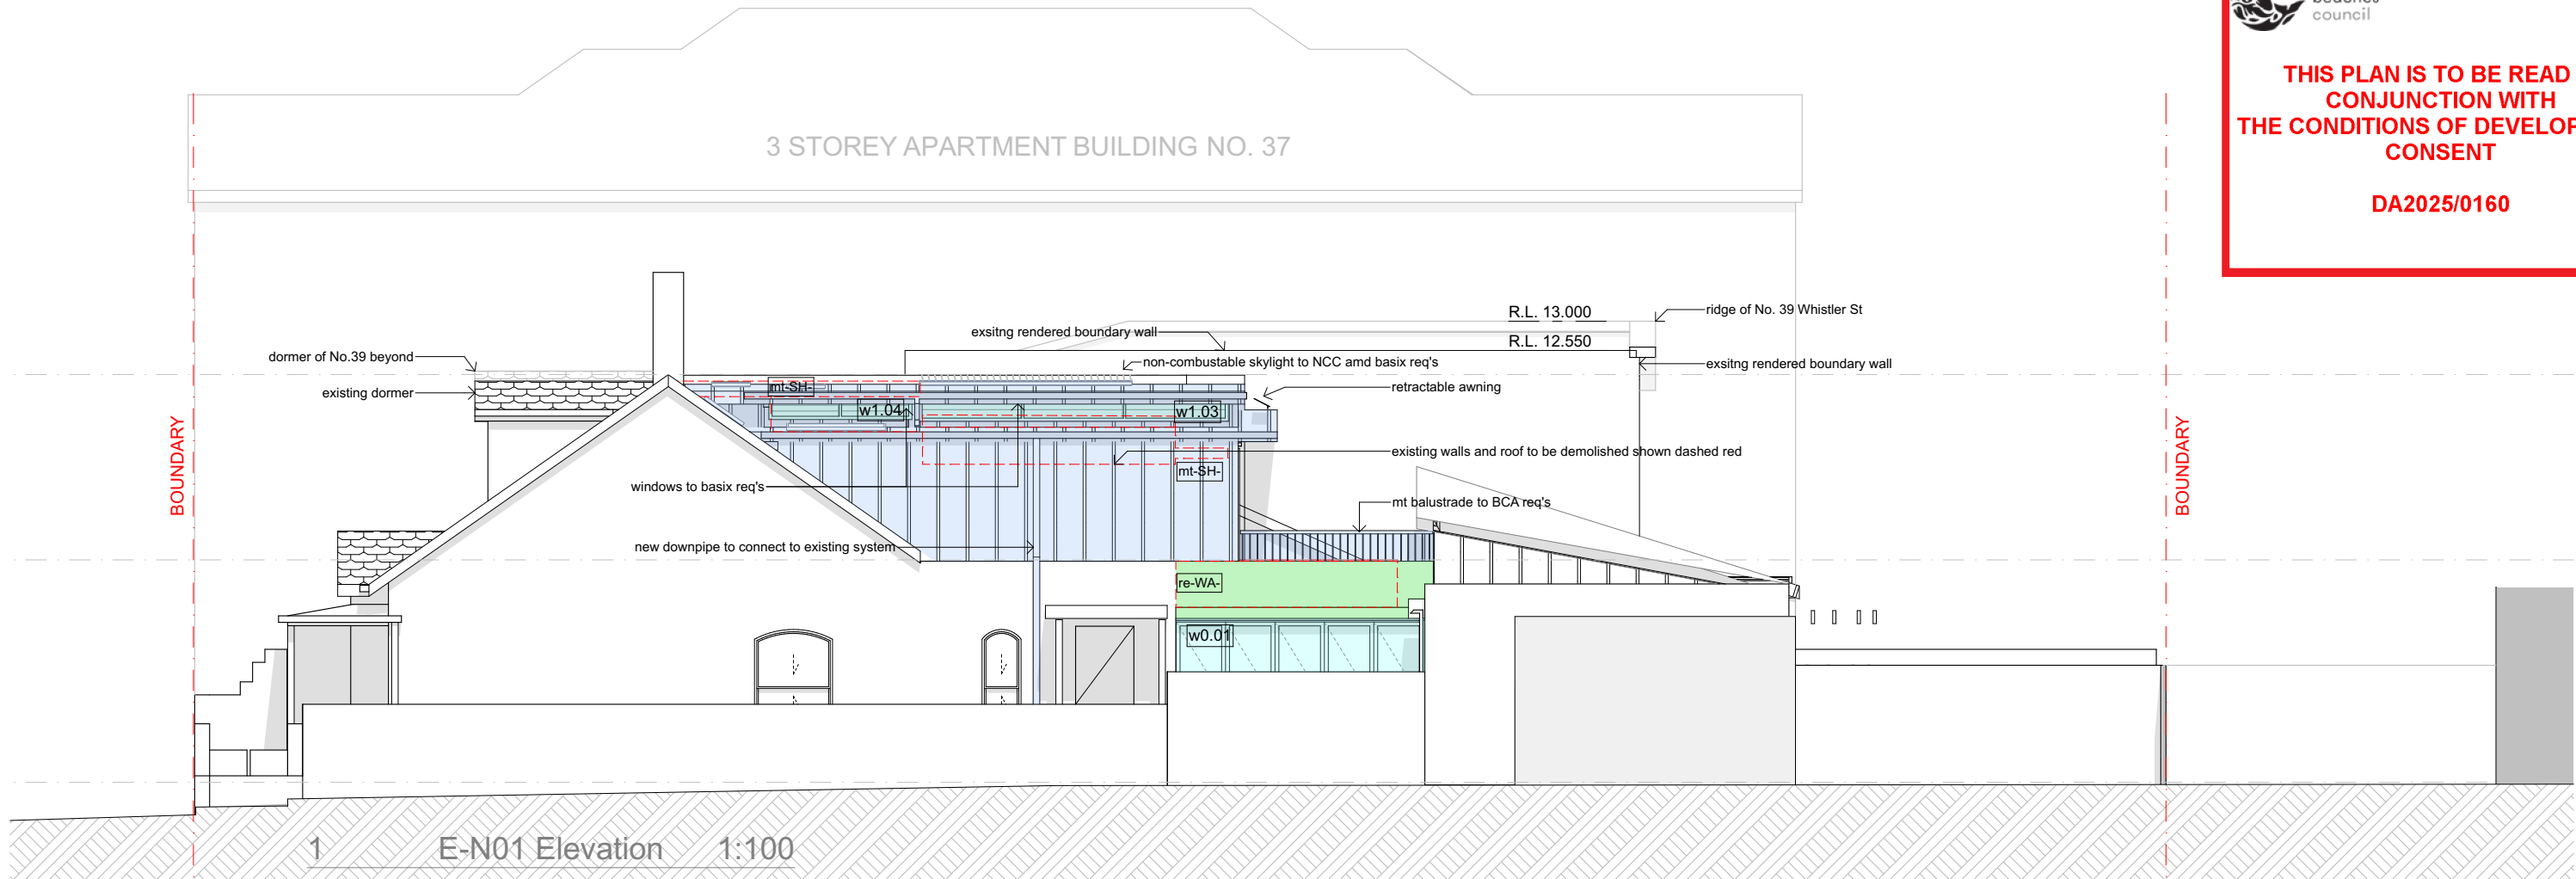 council
THIS PLAN IS TO BE READ
CONJUNCTION WITH
THE CONDITIONS OF
CONSENT
DA2025/0160
3 STOREY APARTMENT BUILDING NO. 37
R.L. 13.000
ridge of No. 39 Whistler St
exsitng rendered boundary wall
R.L. 12.550
dormer of No.39 beyond
non-combustable skylight to NCC amd basix req's
exsitng rendered boundary wall
existing dormer
mt-SH-
retractable awning
w1.04
w1.03
BOUNDARY
BOUNDARY
existing walls and roof to be demolished shown dashed red
mt-SH-
windows to basix req's
mt balustrade to BCA req's
new downpipe to connect to existing system
re-WA-
w0.01
1 E-N01 Elevation 1:100